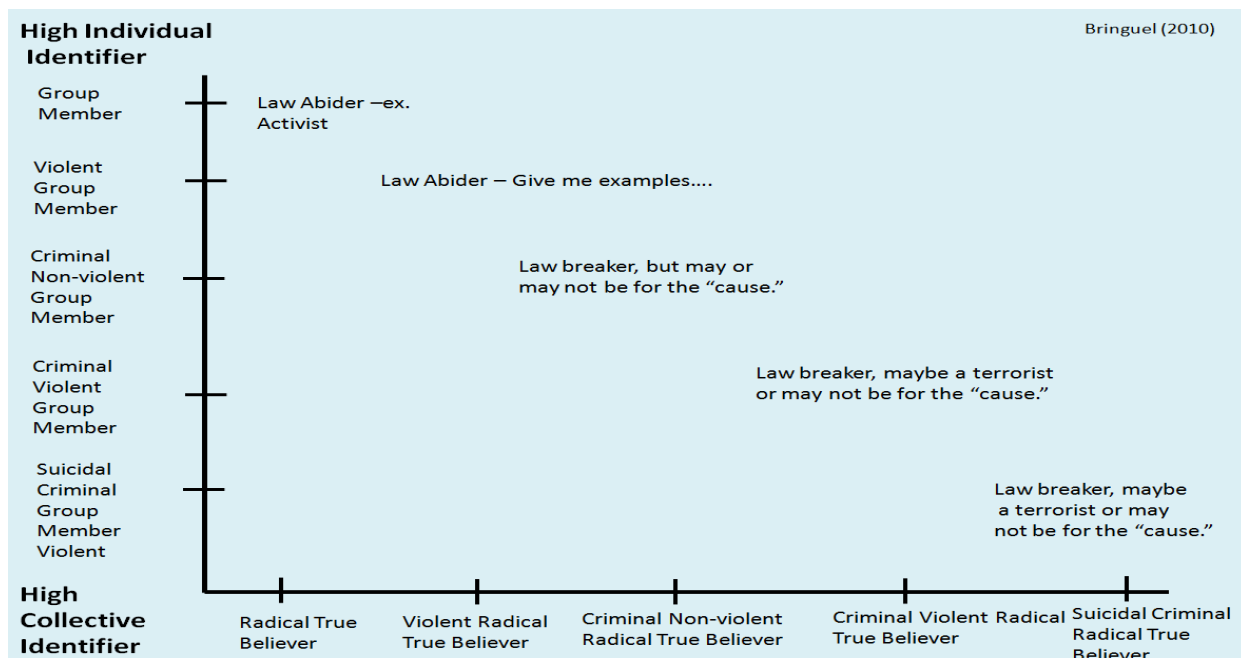 High Individual
Identifier
Bringuel (2010)
Group
Member
Law Abider –ex.
Activist
Violent
Group
Member
Law Abider – Give me examples....
Criminal
Non-violent
Group
Member
Law breaker, but may or
may not be for the “cause.”
Criminal
Violent
Group
Member
Law breaker, maybe a terrorist
or may not be for the “cause.”
Suicidal
Criminal
Group
Member
Violent
Law breaker, maybe
a terrorist or may
not be for the “cause.”
High
Collective
Identifier
Radical True
Believer
Violent Radical
True Believer
Criminal Non-violent
Radical True Believer
Criminal Violent Radical
True Believer
Suicidal Criminal
Radical True
Believer